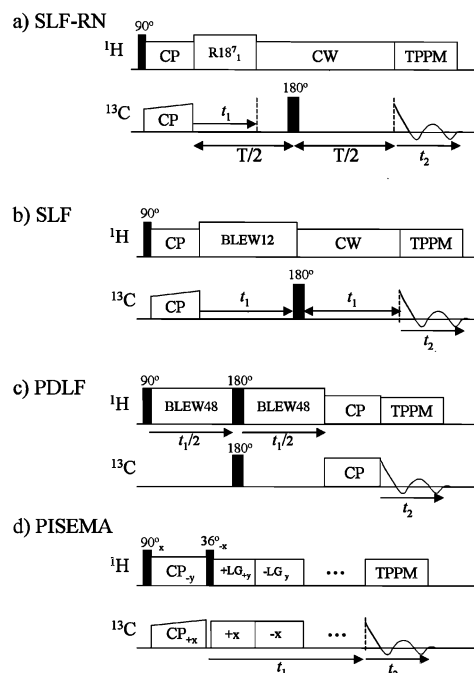 a) SLF-RN
90°
¹H CP R18⁷₁ CW TPPM
180°
¹³C CP t₁
T/2 T/2 t₂
b) SLF
90°
¹H CP BLEW12 CW TPPM
180°
¹³C CP t₁ t₁
t₂
c) PDLF
90° 180°
¹H BLEW48 BLEW48 CP TPPM
t₁/2 t₁/2
180°
¹³C CP
t₂
d) PISEMA
90°ₓ 36°₋ₓ
¹H CP₋y +LG₊y -LGy ••• TPPM
¹³C CP₊ₓ +x -x •••
t₁ t₂